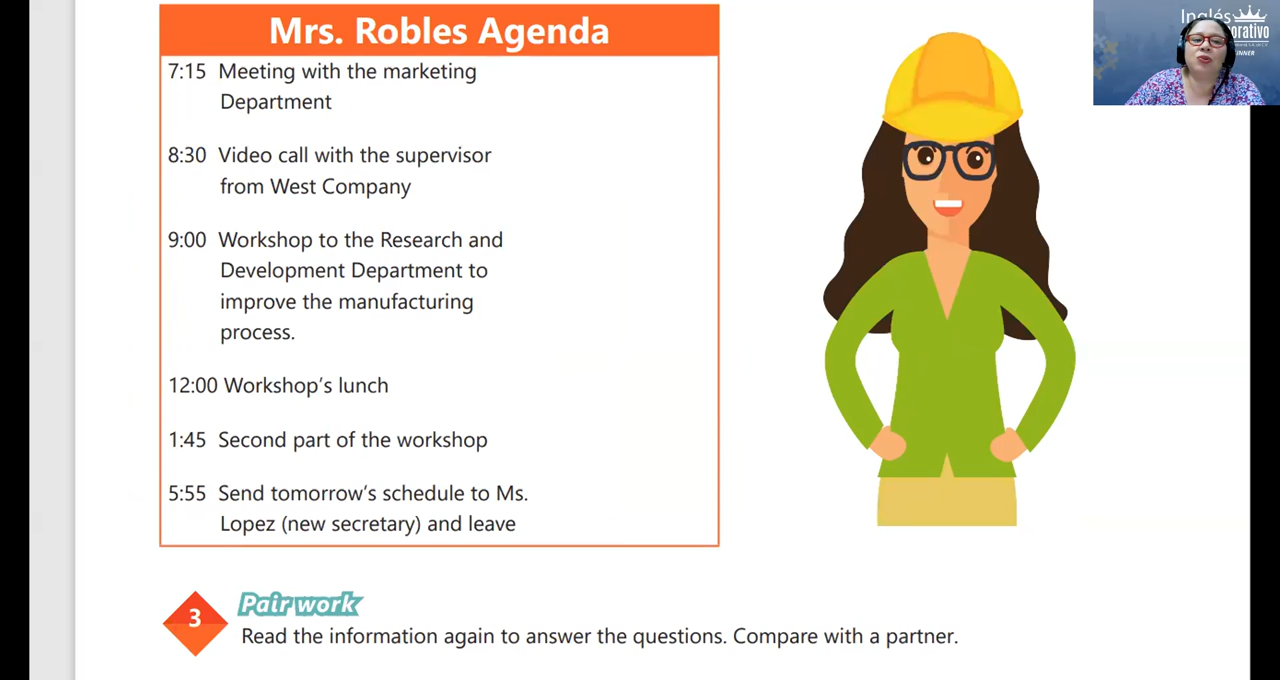 Mrs. Robles Agenda
7:15 Meeting with the marketing
Department
8:30 Video call with the supervisor
from West Company
9:00 Workshop to the Research and
Development Department to
improve the manufacturing
process.
12:00 Workshop's lunch
1:45 Second part of the workshop
5:55 Send tomorrow's schedule to Ms.
Lopez (new secretary) and leave
3
Pair work
Read the information again to answer the questions. Compare with a partner.
Inglés